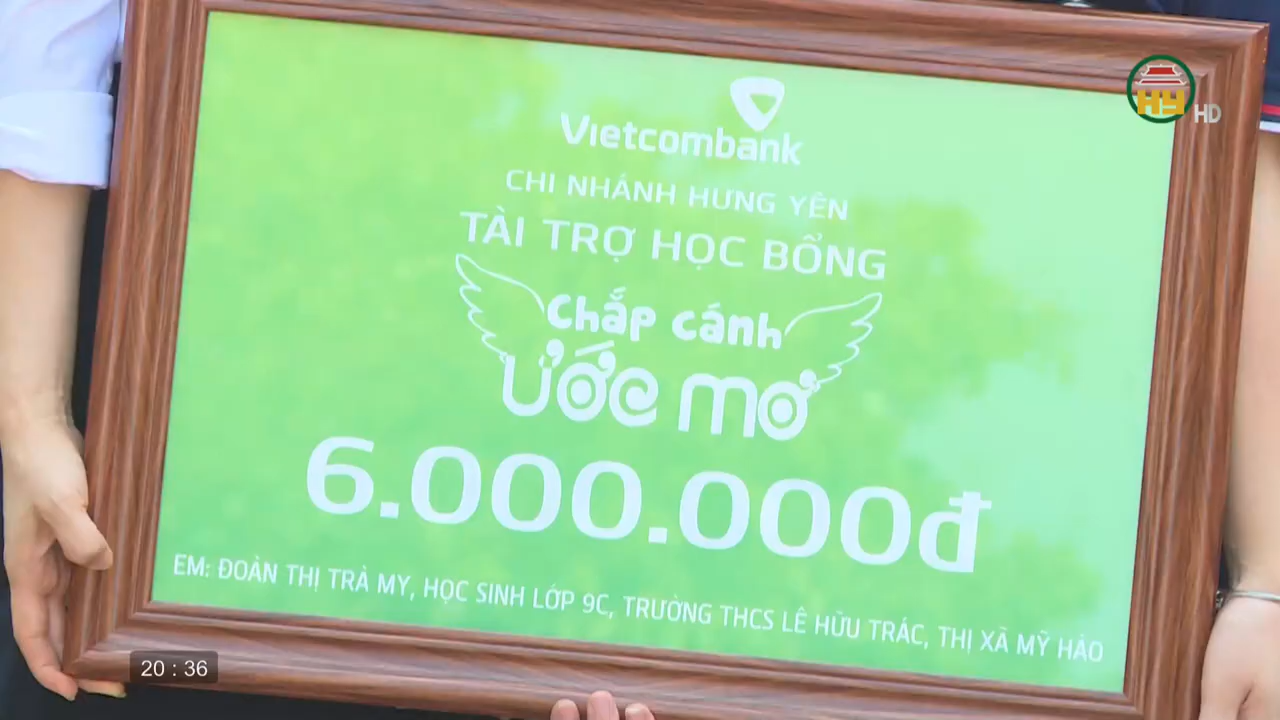 Vietcombank
CHI NHÁNH HƯNG YÊN
TÀI TRỢ HỌC BỔNG
chắp cánh
ƯỚC MƠ
6.000.000đ
EM: ĐOÀN THỊ TRÀ MY, HỌC SINH LỚP 9C, TRƯỜNG THCS LÊ HỮU TRÁC, THỊ XÃ MỸ HÀO
HY HD
20 : 36